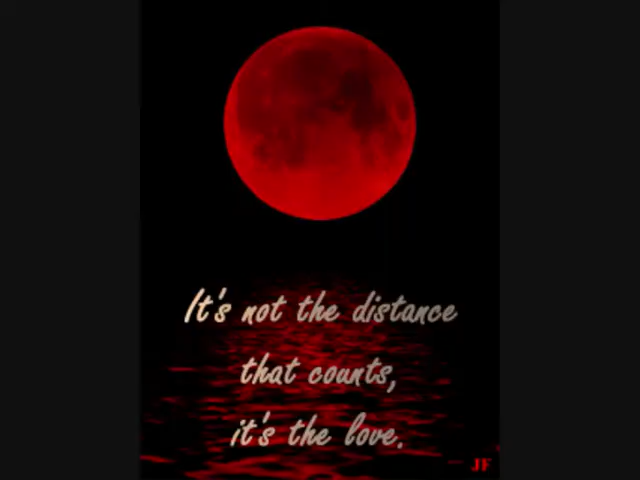 It's not the distance
that counts,
it's the love.
JF